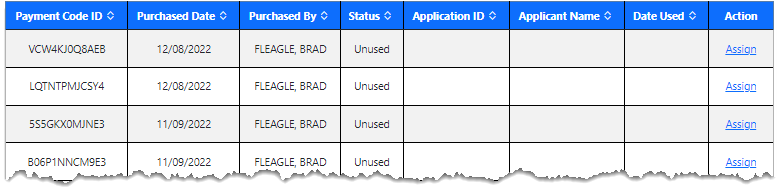 Payment Code ID Purchased Date Purchased By Status Application ID Applicant Name Date Used Action
VCW4KJ0Q8AEB 12/08/2022 FLEAGLE, BRAD Unused Assign
LQTNTPMJCSY4 12/08/2022 FLEAGLE, BRAD Unused Assign
5S5GKX0MJNE3 11/09/2022 FLEAGLE, BRAD Unused Assign
B06P1NNCM9E3 11/09/2022 FLEAGLE, BRAD Unused Assign